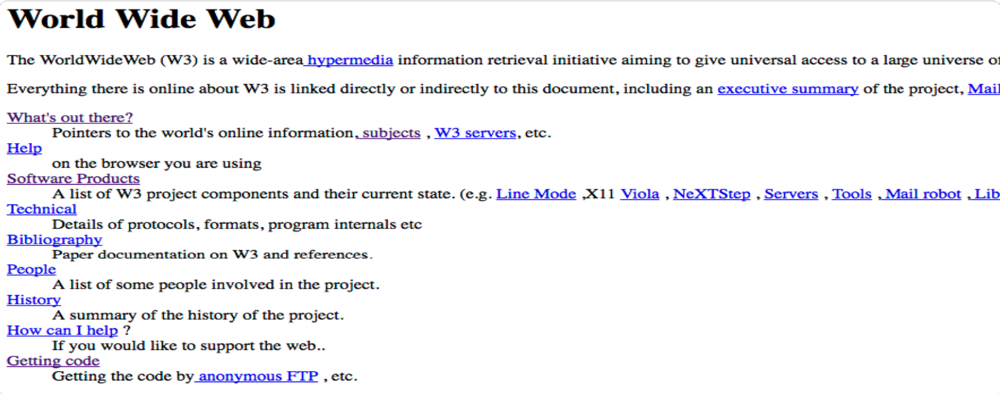 World Wide Web
The WorldWideWeb (W3) is a wide-area hypermedia information retrieval initiative aiming to give universal access to a large universe of
Everything there is online about W3 is linked directly or indirectly to this document, including an executive summary of the project, Mail
What's out there?
Pointers to the world's online information, subjects , W3 servers, etc.
Help
on the browser you are using
Software Products
A list of W3 project components and their current state. (e.g. Line Mode ,X11 Viola , NeXTStep , Servers , Tools , Mail robot , Lib
Technical
Details of protocols, formats, program internals etc
Bibliography
Paper documentation on W3 and references.
People
A list of some people involved in the project.
History
A summary of the history of the project.
How can I help ?
If you would like to support the web..
Getting code
Getting the code by anonymous FTP , etc.